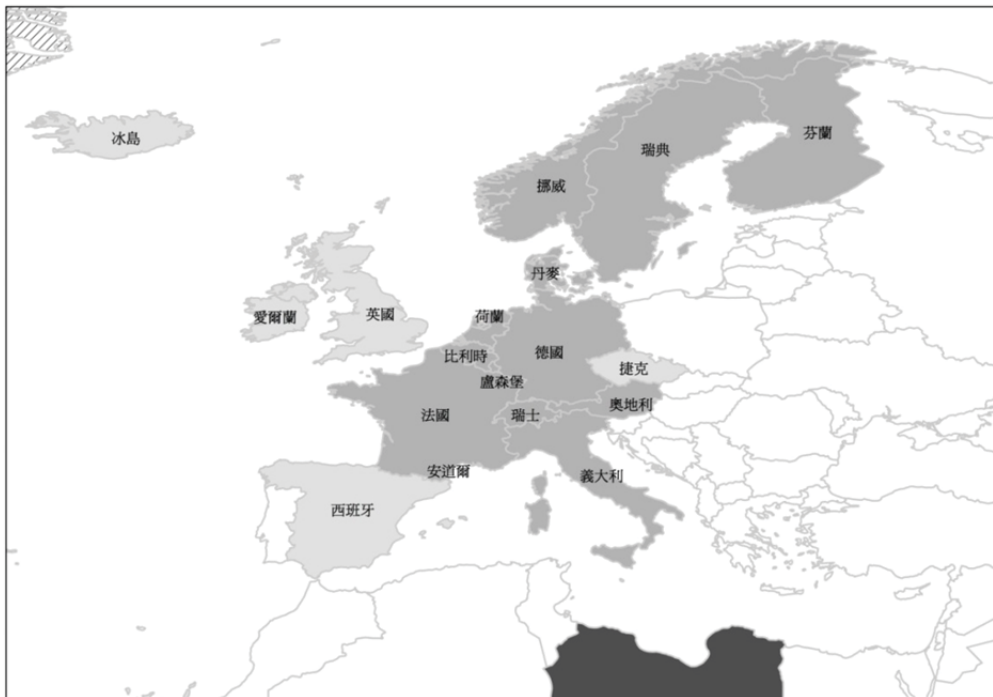 冰島
芬蘭
瑞典
挪威
丹麥
愛爾蘭
英國
荷蘭
比利時
德國
捷克
盧森堡
奧地利
法國
瑞士
安道爾
義大利
西班牙